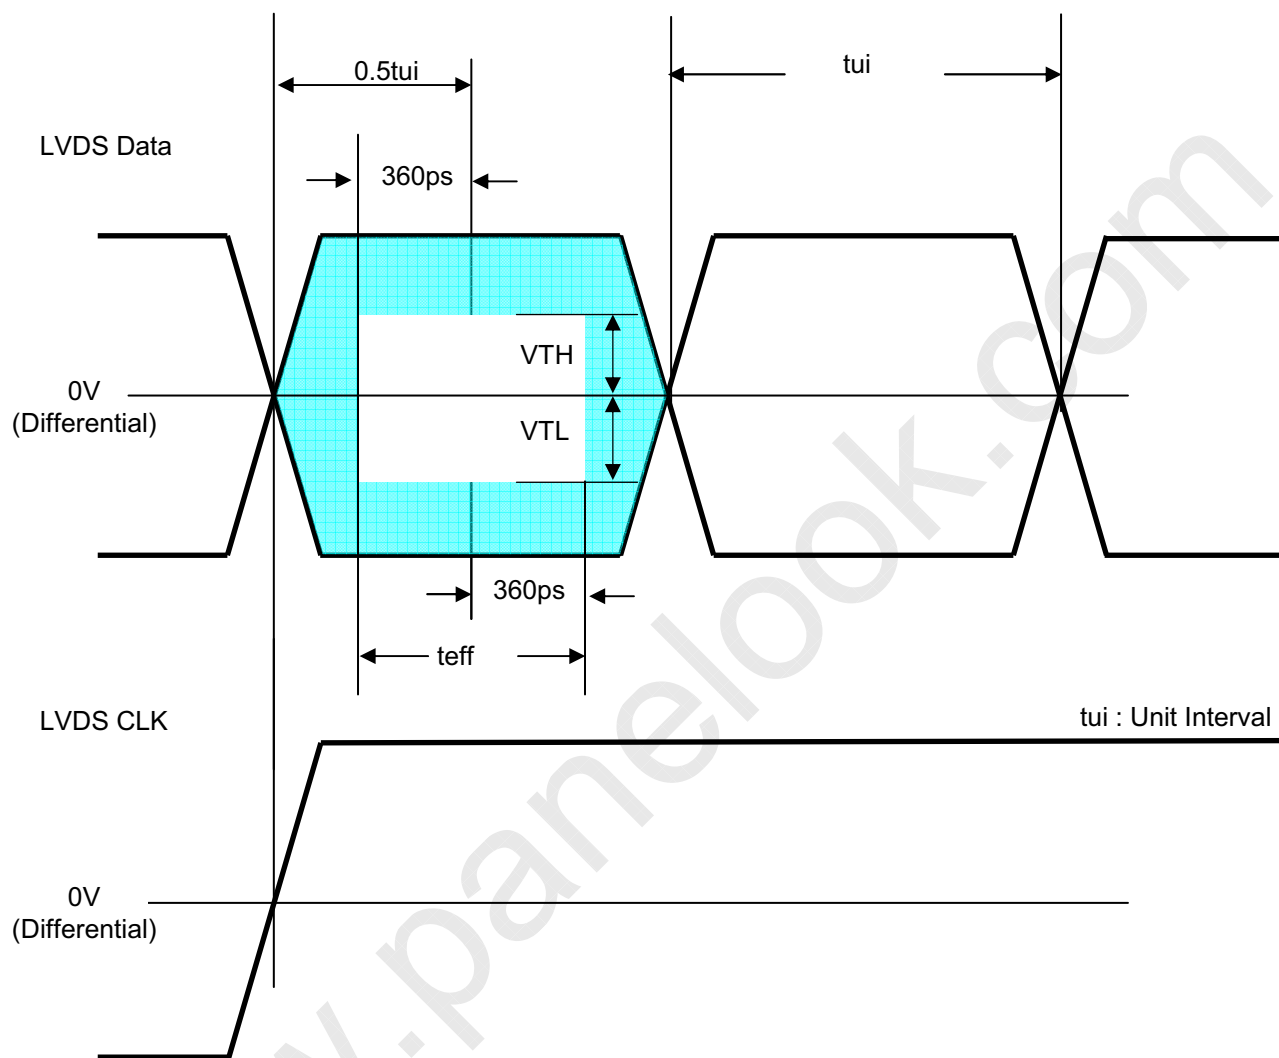 0.5tui
tui
LVDS Data
360ps
VTH
0V
(Differential)
VTL
360ps
teff
LVDS CLK
tui : Unit Interval
0V
(Differential)
.panelook.com